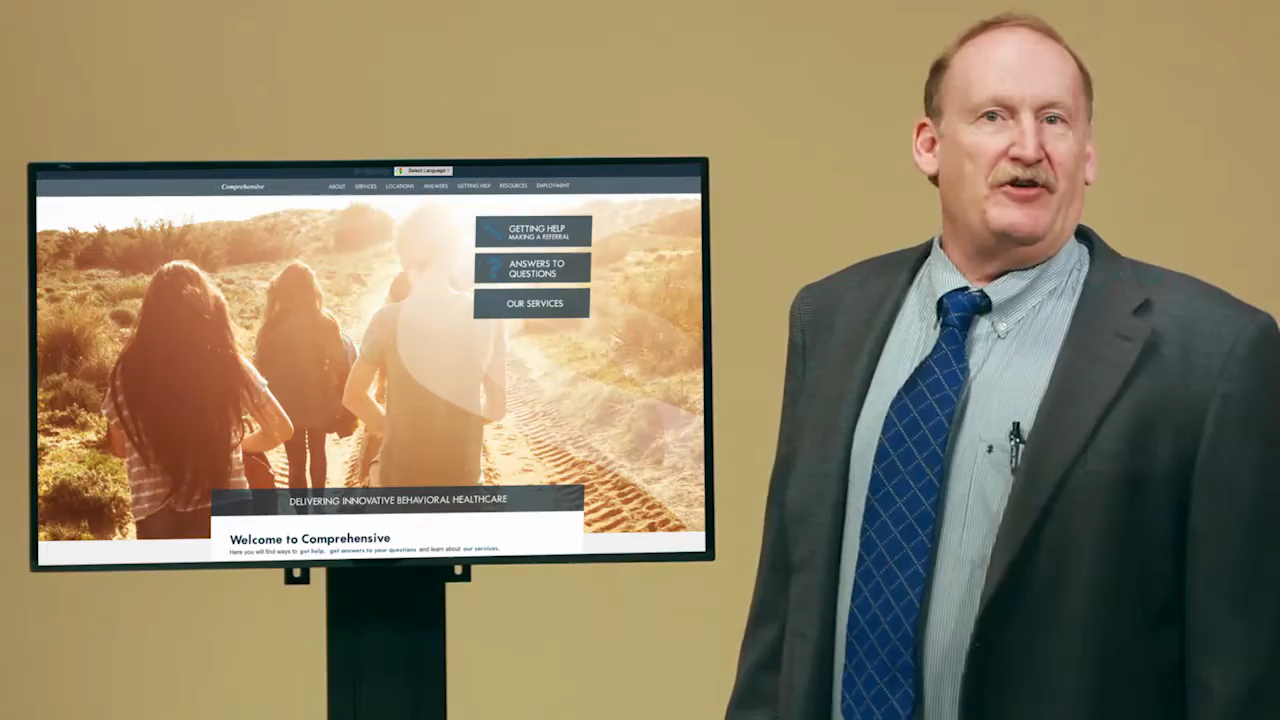 Select Language
Comprehensive
ABOUT SERVICES LOCATIONS ANSWERS GETTING HELP RESOURCES EMPLOYMENT
GETTING HELP
MAKING A REFERRAL
ANSWERS TO
QUESTIONS
OUR SERVICES
DELIVERING INNOVATIVE BEHAVIORAL HEALTHCARE
Welcome to Comprehensive
Here you will find ways to get help, get answers to your questions and learn about our services.